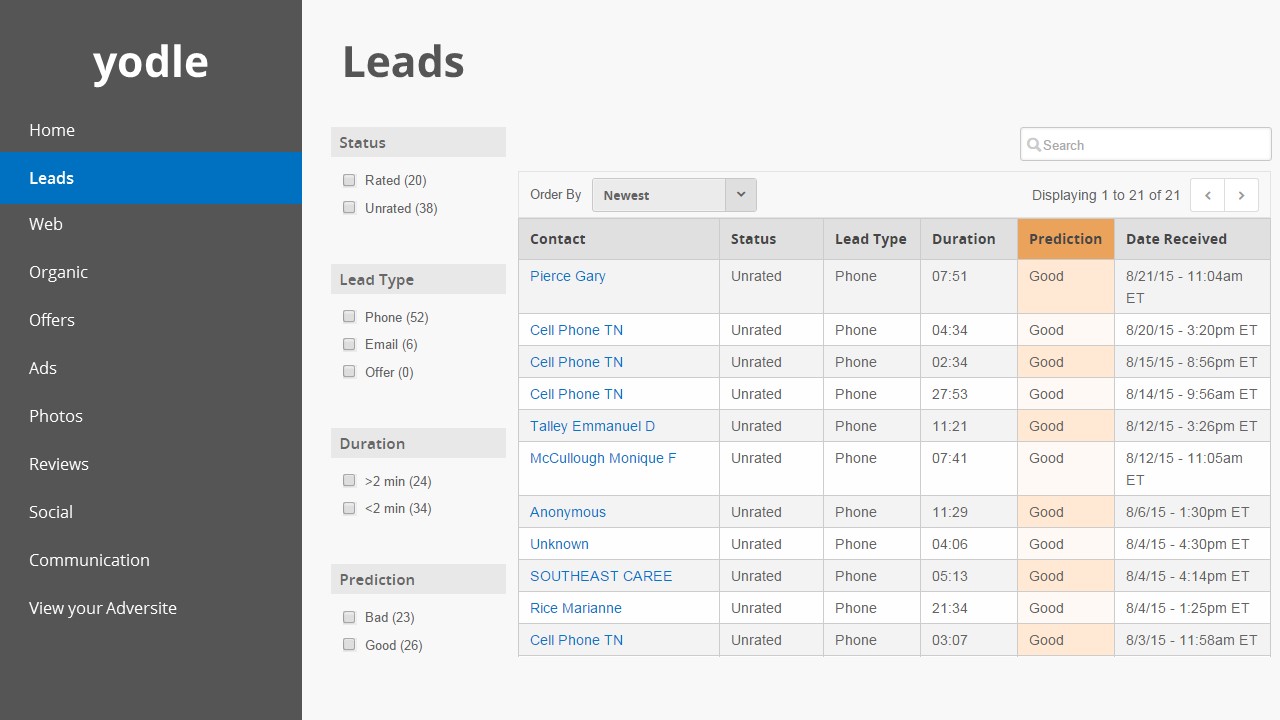 yodle
Home
Leads
Web
Organic
Offers
Ads
Photos
Reviews
Social
Communication
View your Adversite
Leads
Status
Rated (20)
Unrated (38)
Lead Type
Phone (52)
Email (6)
Offer (0)
Duration
>2 min (24)
<2 min (34)
Prediction
Bad (23)
Good (26)
Search
Order By Newest Displaying 1 to 21 of 21
Contact Status Lead Type Duration Prediction Date Received
Pierce Gary Unrated Phone 07:51 Good 8/21/15 - 11:04am
ET
Cell Phone TN Unrated Phone 04:34 Good 8/20/15 - 3:20pm ET
Cell Phone TN Unrated Phone 02:34 Good 8/15/15 - 8:56pm ET
Cell Phone TN Unrated Phone 27:53 Good 8/14/15 - 9:56am ET
Talley Emmanuel D Unrated Phone 11:21 Good 8/12/15 - 3:26pm ET
McCullough Monique F Unrated Phone 07:41 Good 8/12/15 - 11:05am
ET
Anonymous Unrated Phone 11:29 Good 8/6/15 - 1:30pm ET
Unknown Unrated Phone 04:06 Good 8/4/15 - 4:30pm ET
SOUTHEAST CAREE Unrated Phone 05:13 Good 8/4/15 - 4:14pm ET
Rice Marianne Unrated Phone 21:34 Good 8/4/15 - 1:25pm ET
Cell Phone TN Unrated Phone 03:07 Good 8/3/15 - 11:58am ET